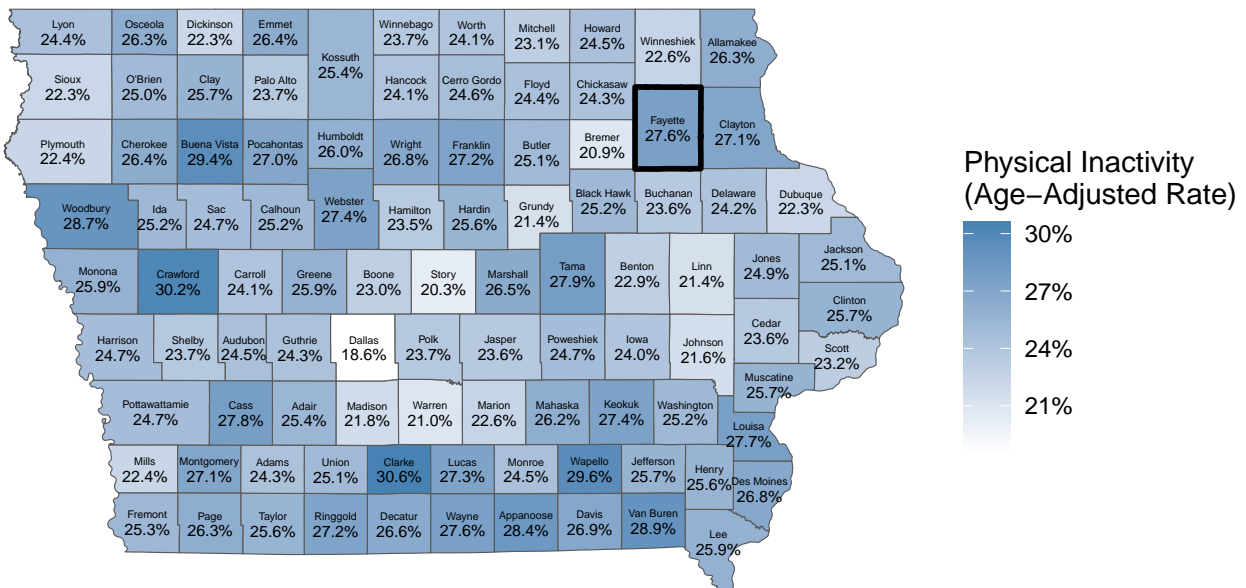 Lyon
24.4%
Osceola
26.3%
Dickinson
22.3%
Emmet
26.4%
Kossuth
25.4%
Winnebago
23.7%
Worth
24.1%
Mitchell
23.1%
Howard
24.5%
Winneshiek
22.6%
Allamakee
26.3%
Sioux
22.3%
O'Brien
25.0%
Clay
25.7%
Palo Alto
23.7%
Hancock
24.1%
Cerro Gordo
24.6%
Floyd
24.4%
Chickasaw
24.3%
Fayette
27.6%
Clayton
27.1%
Plymouth
22.4%
Cherokee
26.4%
Buena Vista
29.4%
Pocahontas
27.0%
Humboldt
26.0%
Wright
26.8%
Franklin
27.2%
Butler
25.1%
Bremer
20.9%
Woodbury
28.7%
Ida
25.2%
Sac
24.7%
Calhoun
25.2%
Webster
27.4%
Hamilton
23.5%
Hardin
25.6%
Grundy
21.4%
Black Hawk
25.2%
Buchanan
23.6%
Delaware
24.2%
Dubuque
22.3%
Monona
25.9%
Crawford
30.2%
Carroll
24.1%
Greene
25.9%
Boone
23.0%
Story
20.3%
Marshall
26.5%
Tama
27.9%
Benton
22.9%
Linn
21.4%
Jones
24.9%
Jackson
25.1%
Clinton
25.7%
Harrison
24.7%
Shelby
23.7%
Audubon
24.5%
Guthrie
24.3%
Dallas
18.6%
Polk
23.7%
Jasper
23.6%
Poweshiek
24.7%
Iowa
24.0%
Johnson
21.6%
Cedar
23.6%
Scott
23.2%
Muscatine
25.7%
Pottawattamie
24.7%
Cass
27.8%
Adair
25.4%
Madison
21.8%
Warren
21.0%
Marion
22.6%
Mahaska
26.2%
Keokuk
27.4%
Washington
25.2%
Louisa
27.7%
Mills
22.4%
Montgomery
27.1%
Adams
24.3%
Union
25.1%
Clarke
30.6%
Lucas
27.3%
Monroe
24.5%
Wapello
29.6%
Jefferson
25.7%
Henry
25.6%
Des Moines
26.8%
Fremont
25.3%
Page
26.3%
Taylor
25.6%
Ringgold
27.2%
Decatur
26.6%
Wayne
27.6%
Appanoose
28.4%
Davis
26.9%
Van Buren
28.9%
Lee
25.9%
Physical Inactivity
(Age−Adjusted Rate)
30%
27%
24%
21%